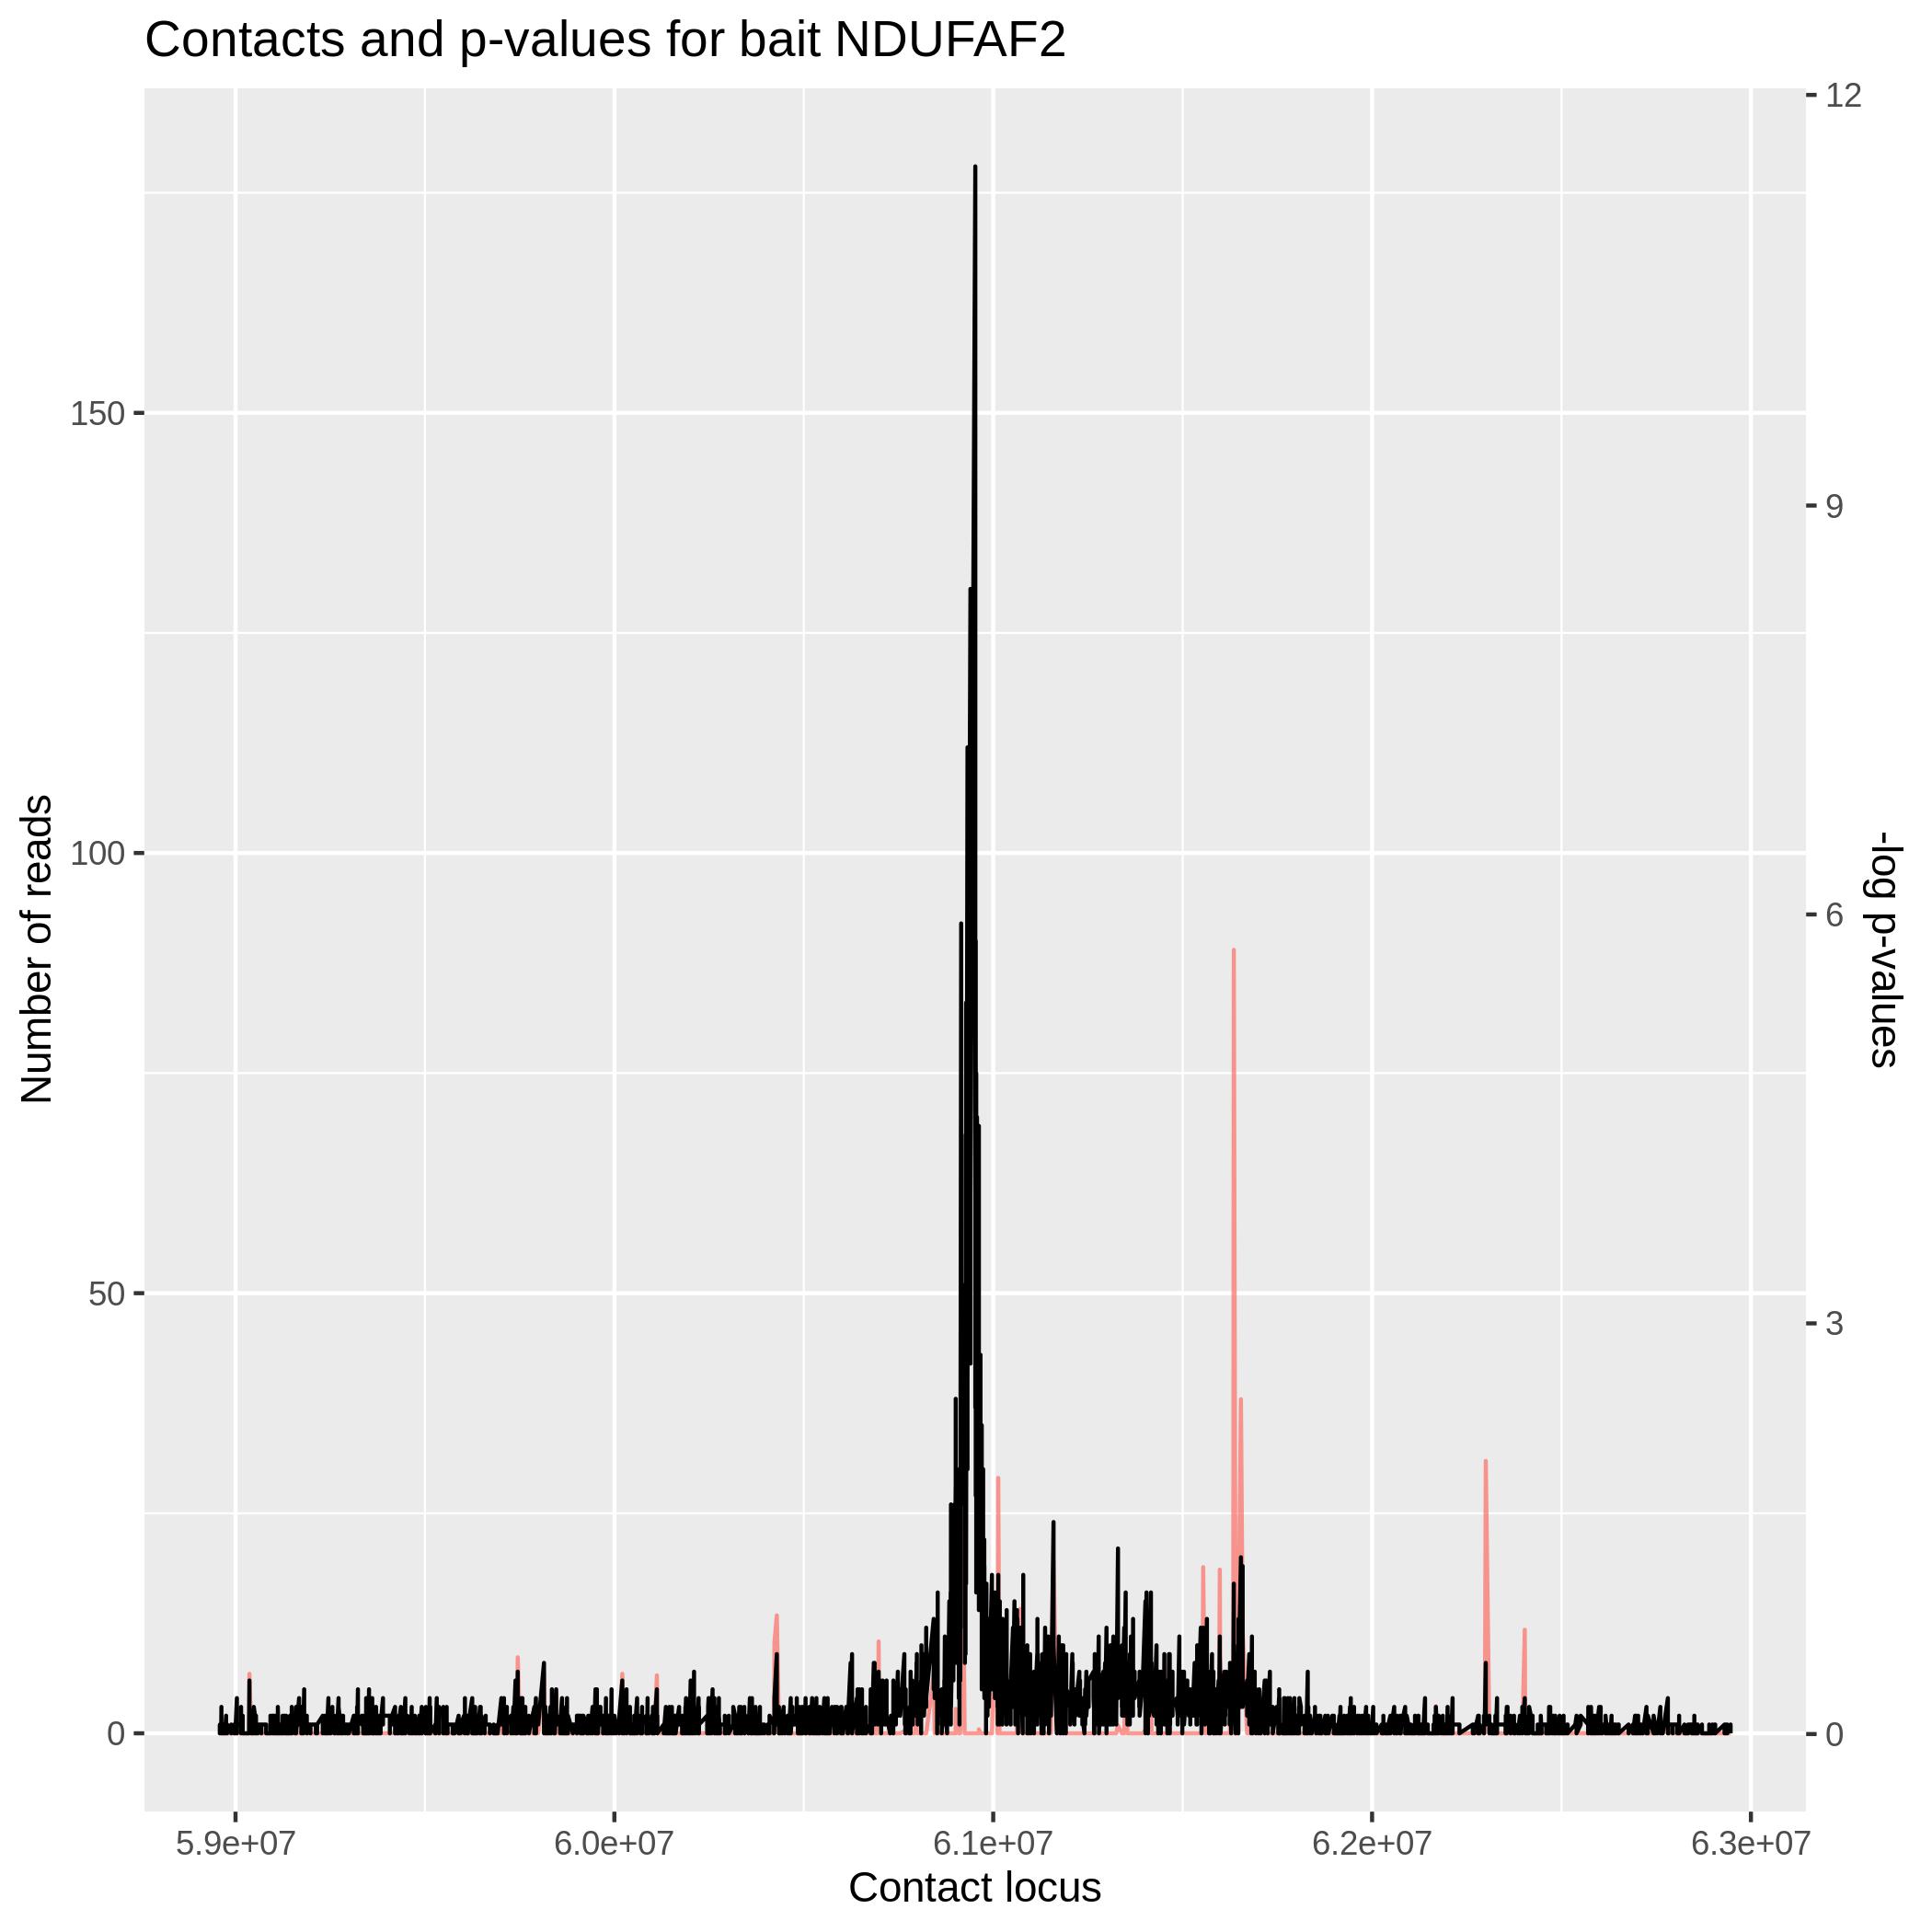 Contacts and p-values for bait NDUFAF2
12
150
9
100
6
50
3
0
0
Number of reads
-log p-values
5.9e+07 6.0e+07 6.1e+07 6.2e+07 6.3e+07
Contact locus